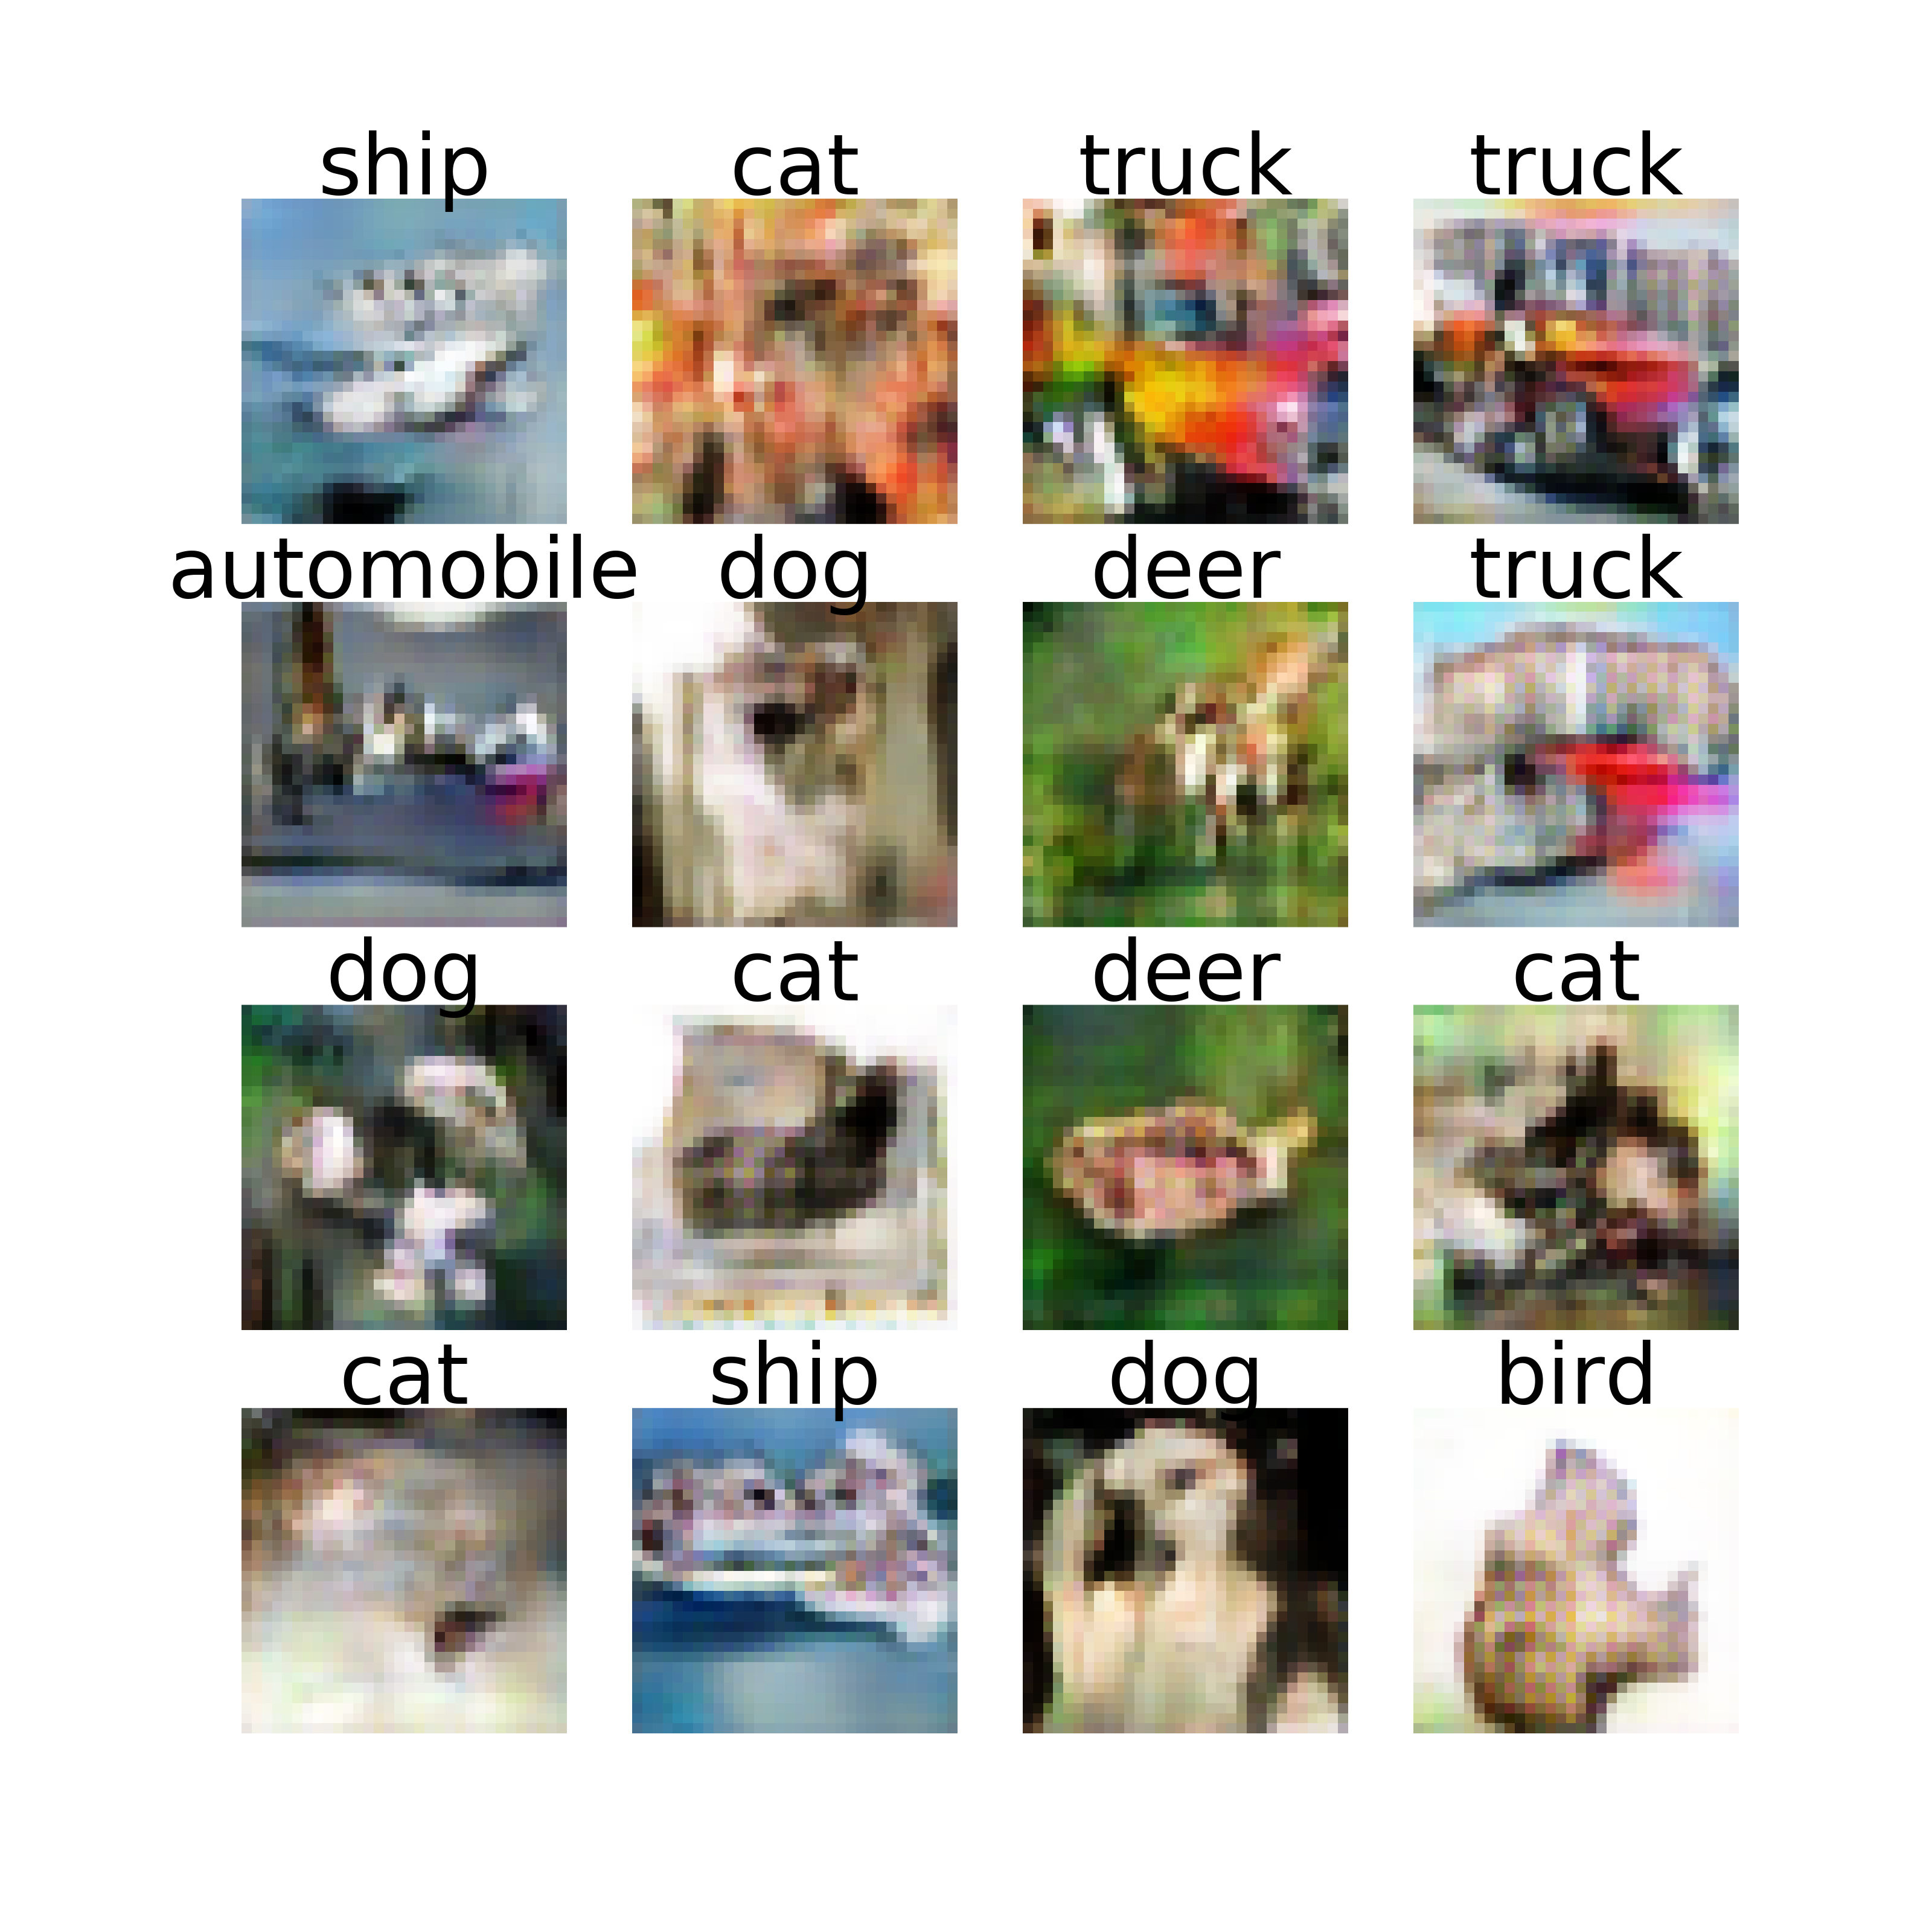 ship cat truck truck
automobile dog deer truck
dog cat deer cat
cat ship dog bird